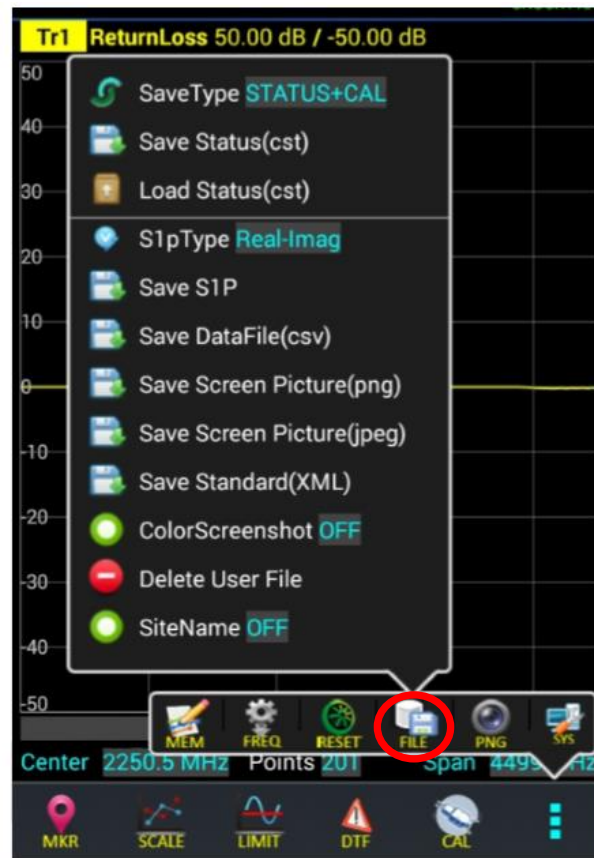 Tr1 ReturnLoss 50.00 dB / -50.00 dB
50
SaveType STATUS+CAL
40
Save Status(cst)
30
Load Status(cst)
S1pType Real-Imag
20
Save S1P
10
Save DataFile(csv)
0
Save Screen Picture(png)
Save Screen Picture(jpeg)
-10
Save Standard(XML)
-20
ColorScreenshot OFF
-30
Delete User File
SiteName OFF
-40
-50
MEM FREQ RESET FILE PNG SYS
Center 2250.5 MHz Points 201 Span 4499
MKR SCALE LIMIT DTF CAL